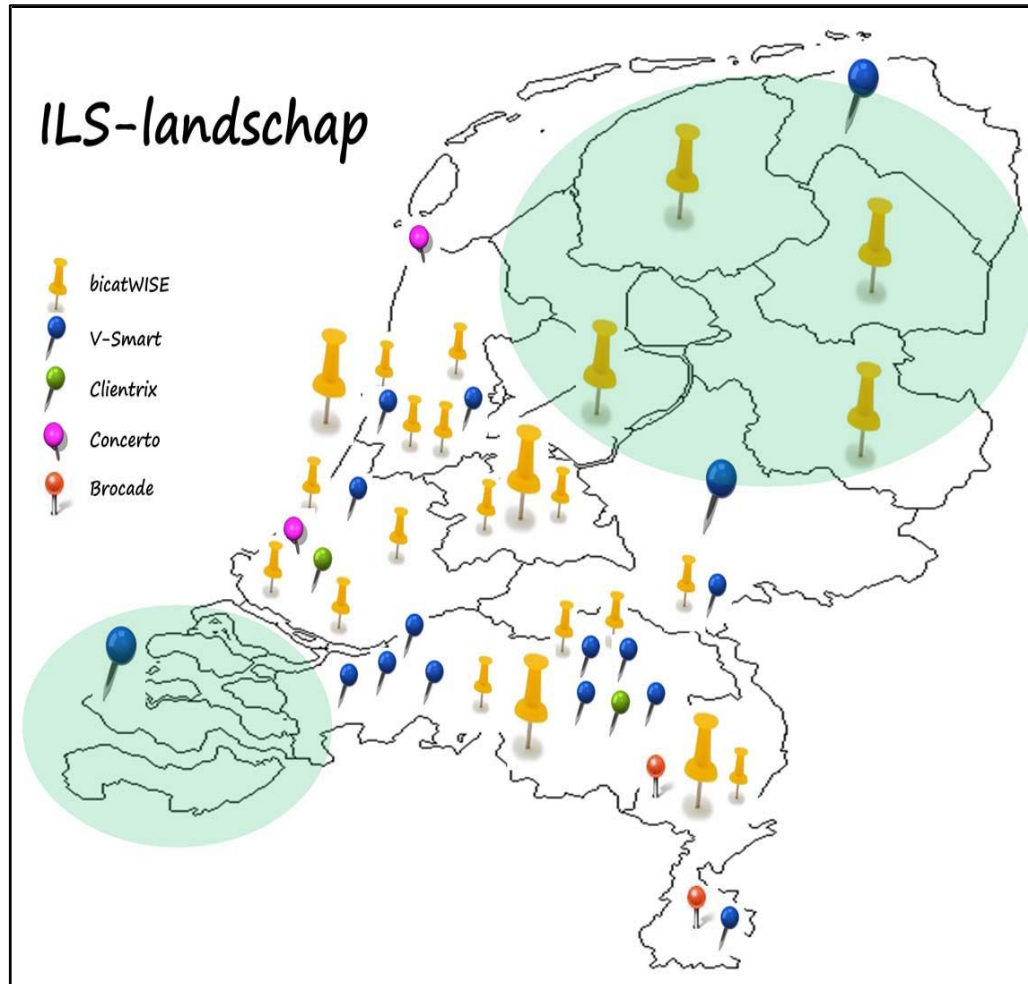 ILS-landschap
bicatWISE
V-Smart
Clientrix
Concerto
Brocade